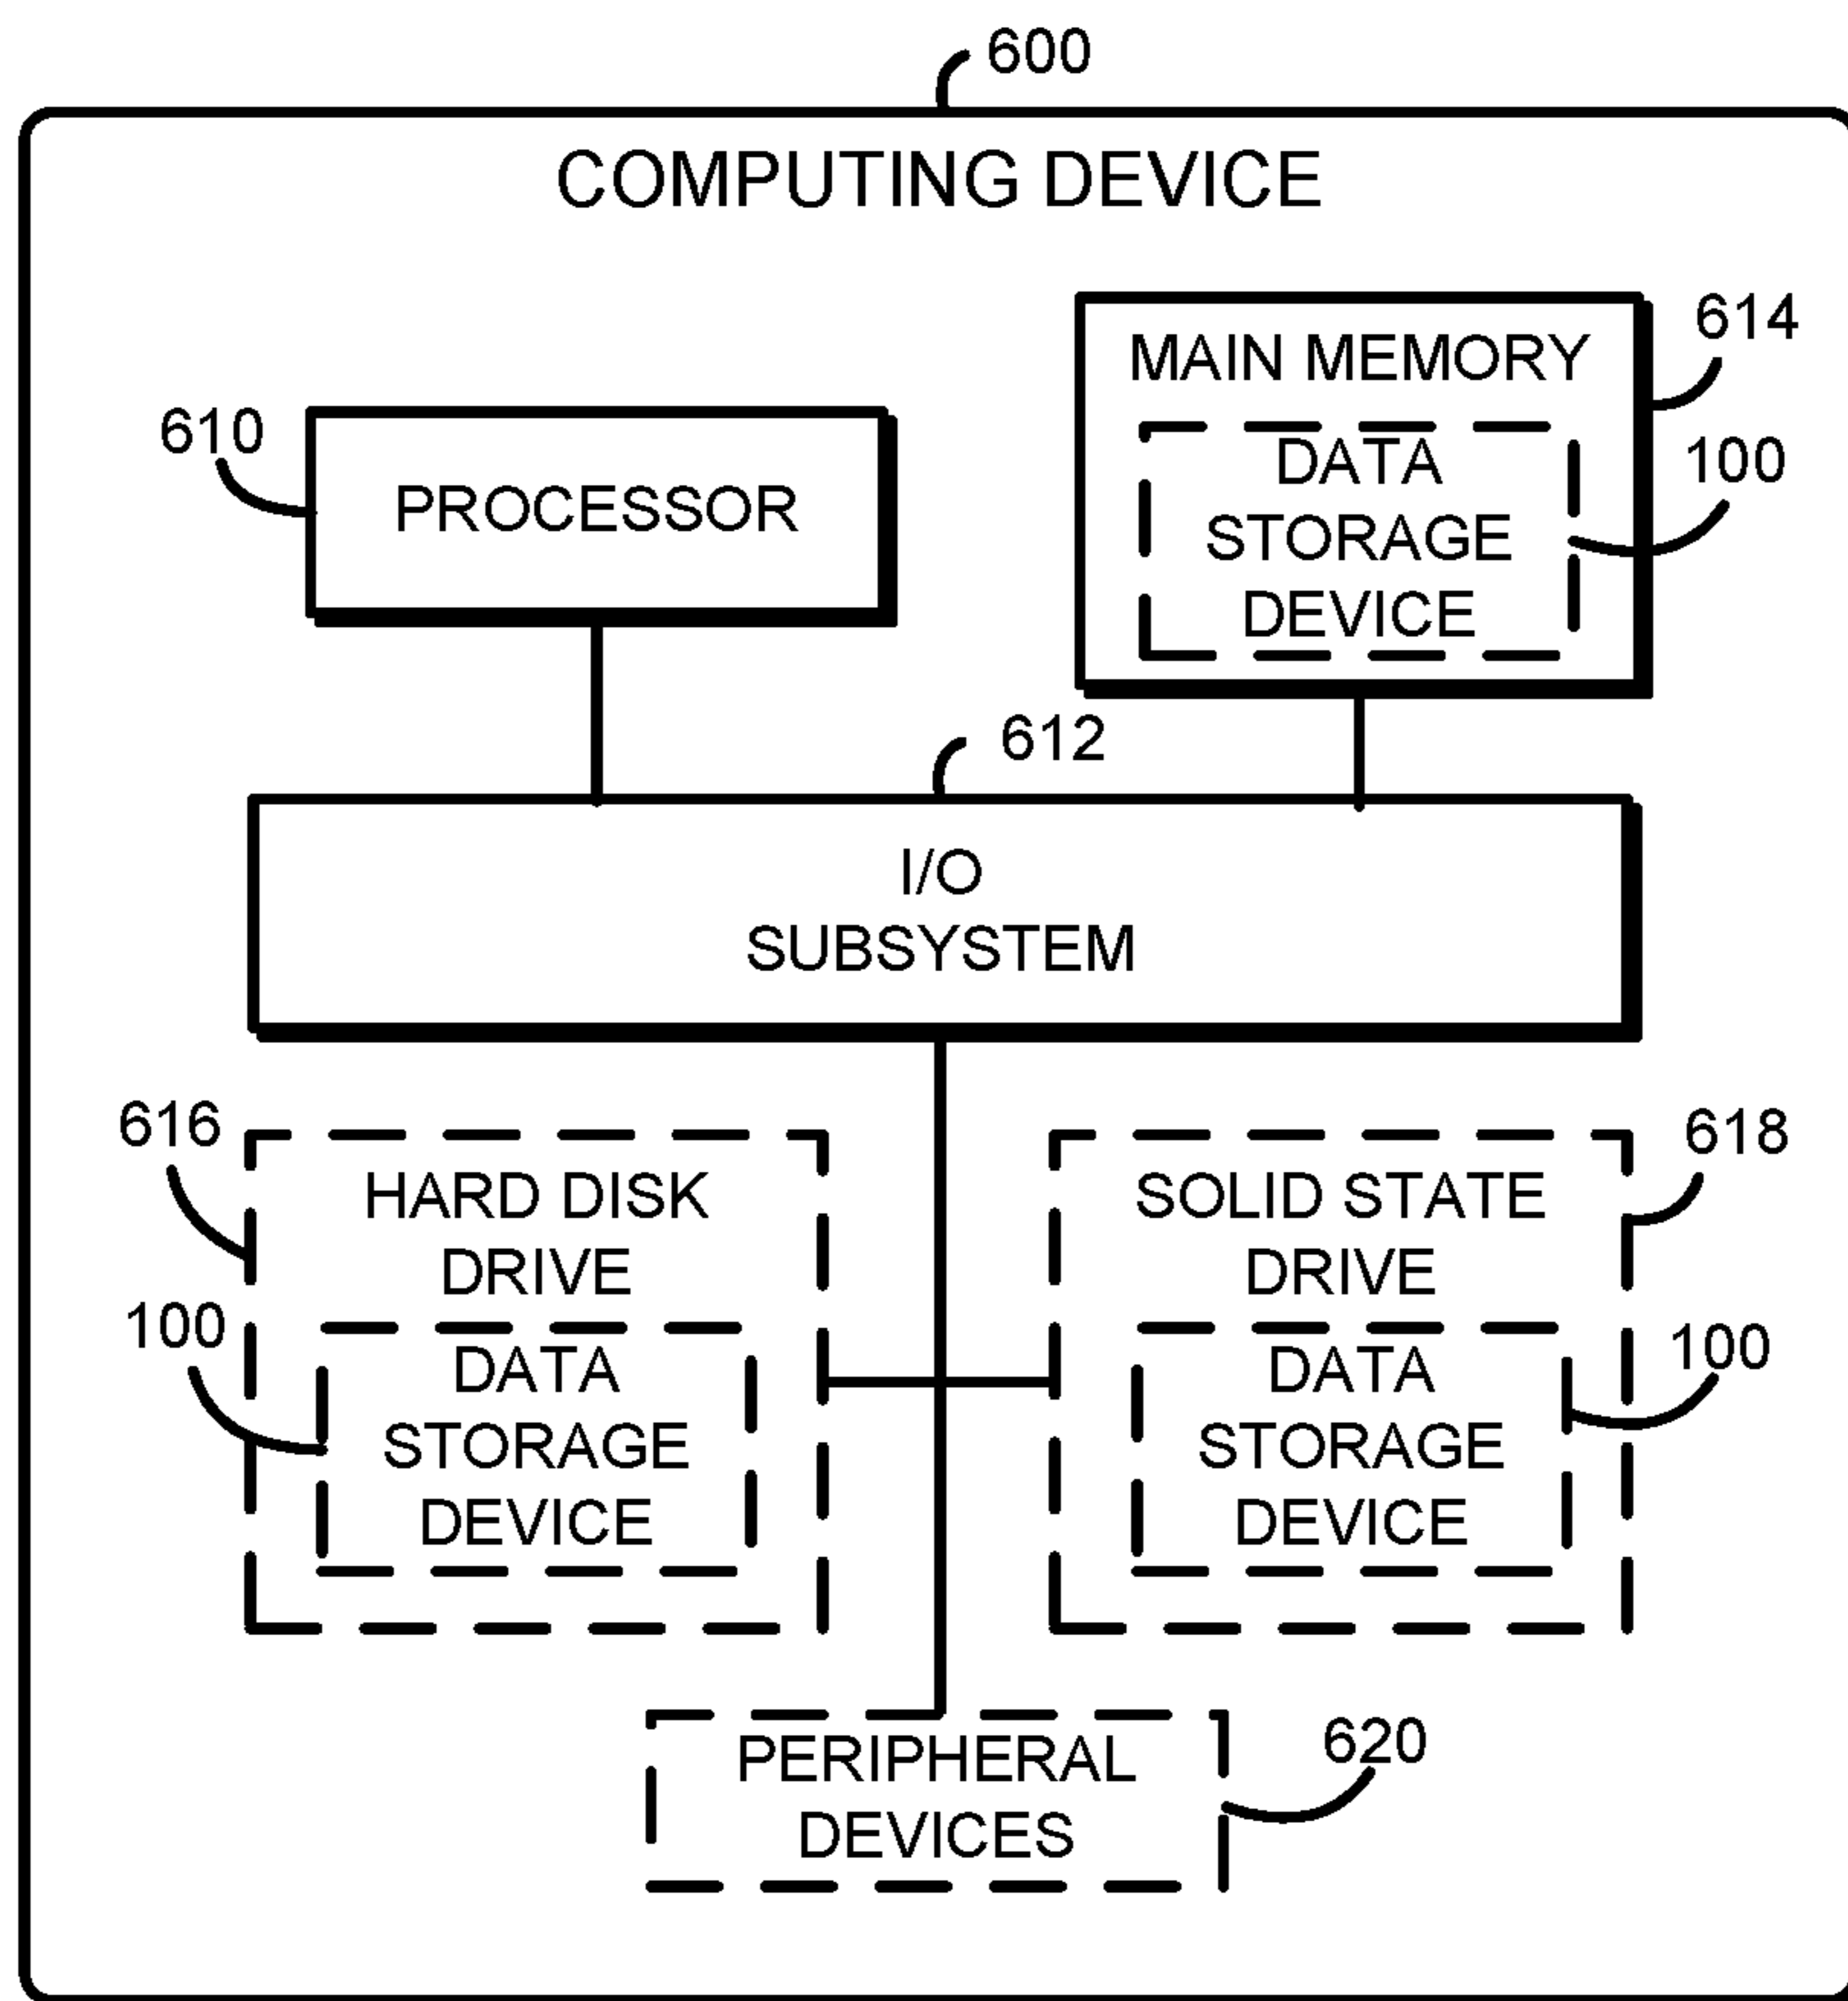 600
COMPUTING DEVICE
614
MAIN MEMORY
610
100
DATA
STORAGE
DEVICE
PROCESSOR
612
I/O
SUBSYSTEM
616
618
HARD DISK
DRIVE
SOLID STATE
DRIVE
100
DATA
STORAGE
DEVICE
100
DATA
STORAGE
DEVICE
PERIPHERAL
DEVICES
620